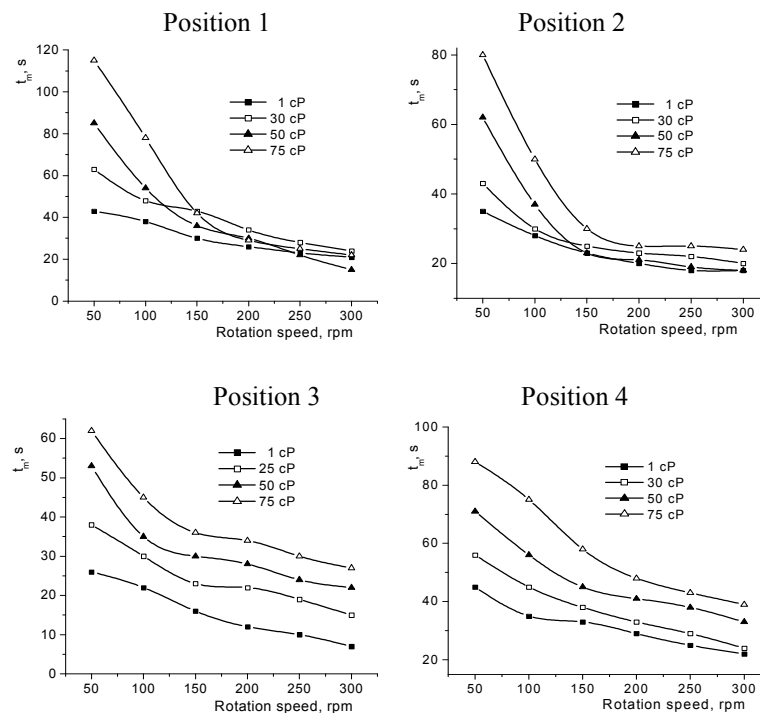 Position 1
120
100
80
60
40
20
0
t_m, s
1 cP
30 cP
50 cP
75 cP
50 100 150 200 250 300
Rotation speed, rpm
Position 2
80
60
40
20
t_m, s
1 cP
30 cP
50 cP
75 cP
50 100 150 200 250 300
Rotation speed, rpm
Position 3
60
50
40
30
20
10
0
t_m, s
1 cP
25 cP
50 cP
75 cP
50 100 150 200 250 300
Rotation speed, rpm
Position 4
100
80
60
40
20
t_m, s
1 cP
30 cP
50 cP
75 cP
50 100 150 200 250 300
Rotation speed, rpm